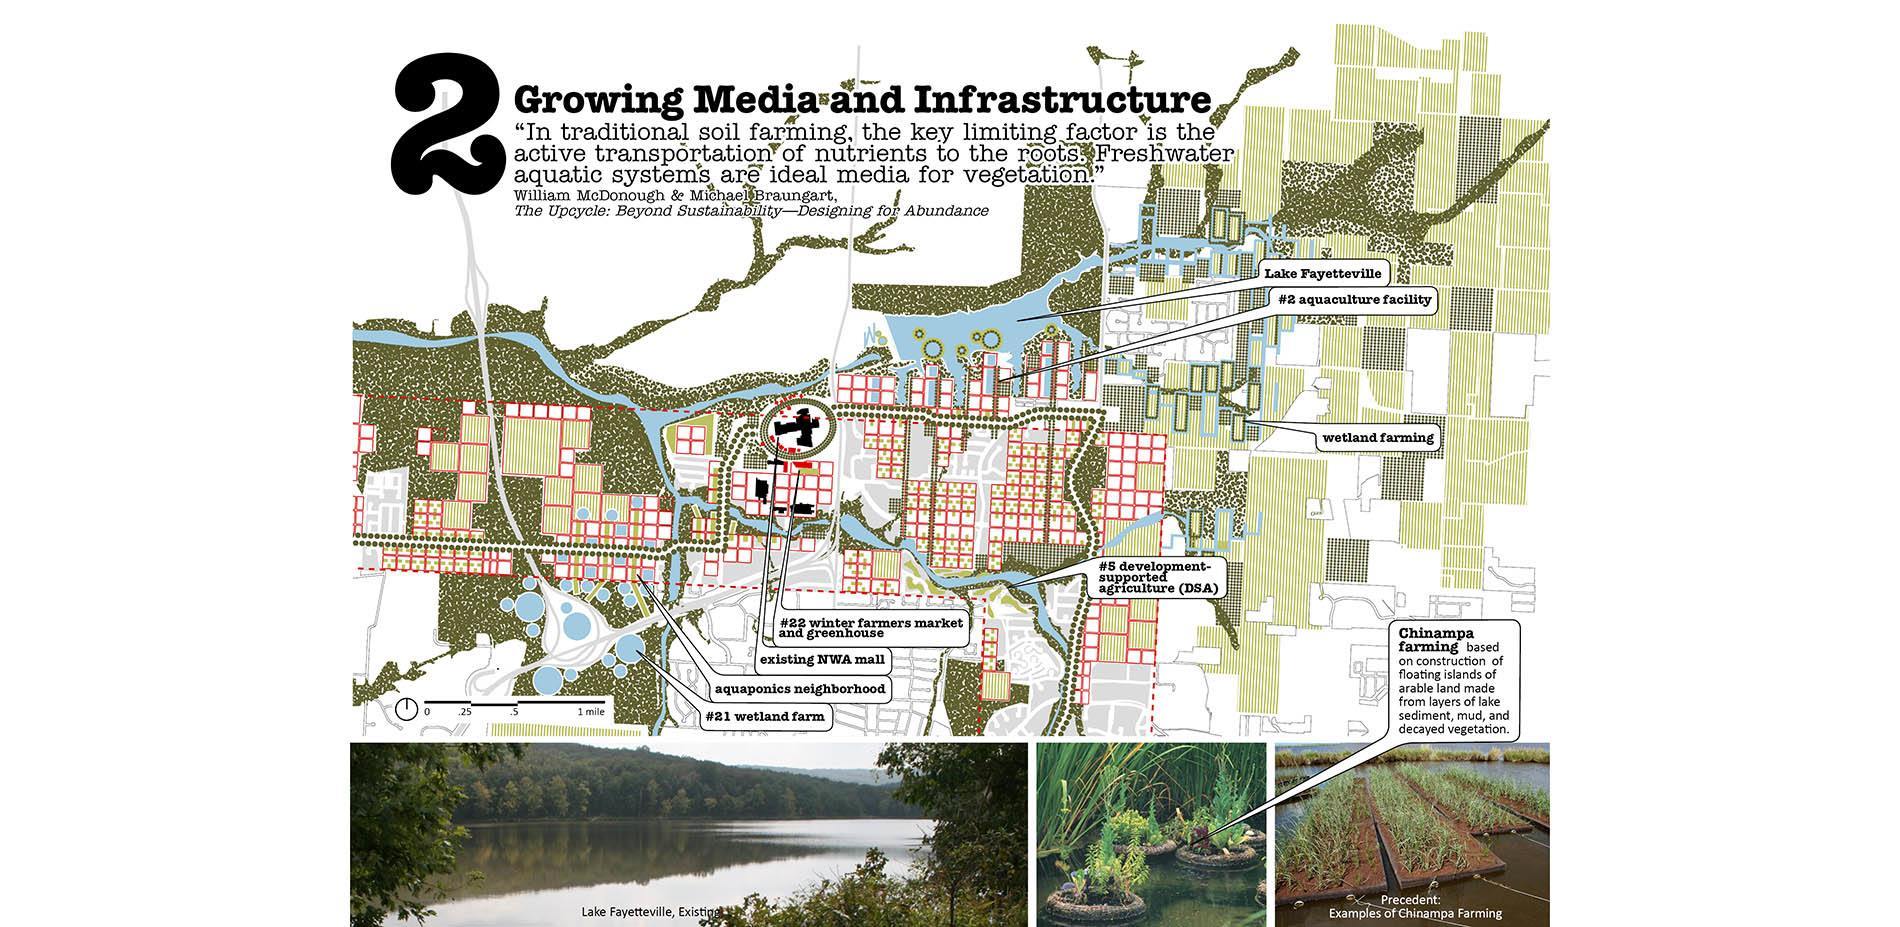 2
Growing Media and Infrastructure
“In traditional soil farming, the key limiting factor is the
active transportation of nutrients to the roots. Freshwater
aquatic systems are ideal media for vegetation.”
William McDonough & Michael Braungart,
The Upcycle: Beyond Sustainability—Designing for Abundance
Lake Fayetteville
#2 aquaculture facility
wetland farming
#5 development-
supported
agriculture (DSA)
#22 winter farmers market
and greenhouse
existing NWA mall
aquaponics neighborhood
#21 wetland farm
0 .25 .5 1 mile
Chinampa
farming based
on construction of
floating islands of
arable land made
from layers of lake
sediment, mud, and
decayed vegetation.
Lake Fayetteville, Existing
Precedent:
Examples of Chinampa Farming